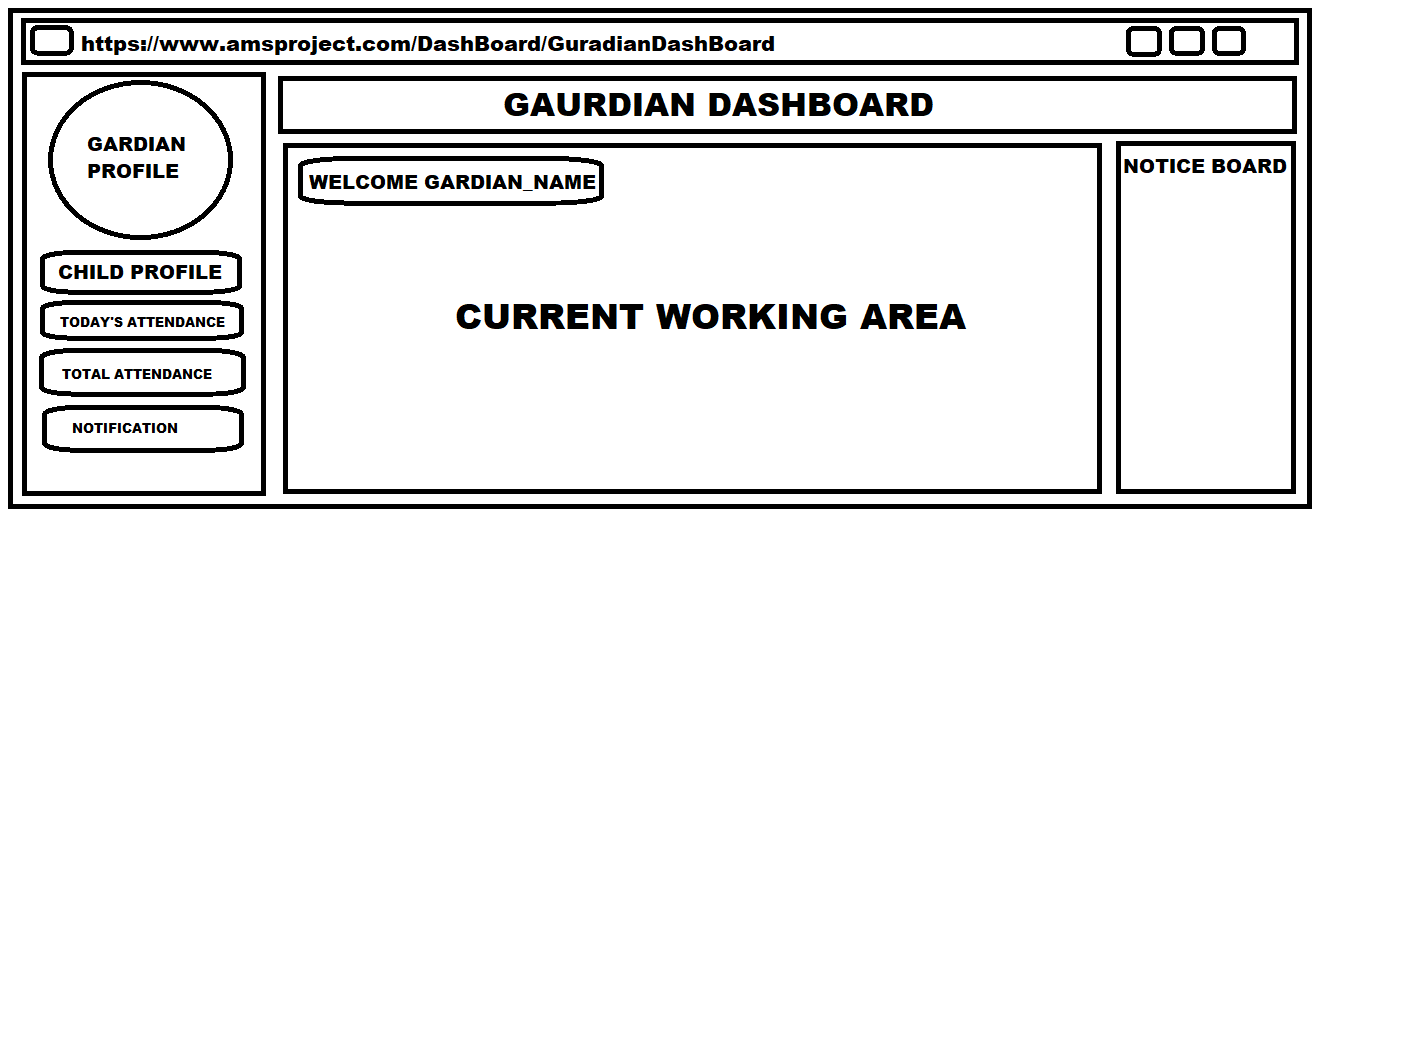 https://www.amsproject.com/DashBoard/GuradianDashBoard
GAURDIAN DASHBOARD
GARDIAN
PROFILE
CHILD PROFILE
TODAY'S ATTENDANCE
TOTAL ATTENDANCE
NOTIFICATION
WELCOME GARDIAN_NAME
CURRENT WORKING AREA
NOTICE BOARD